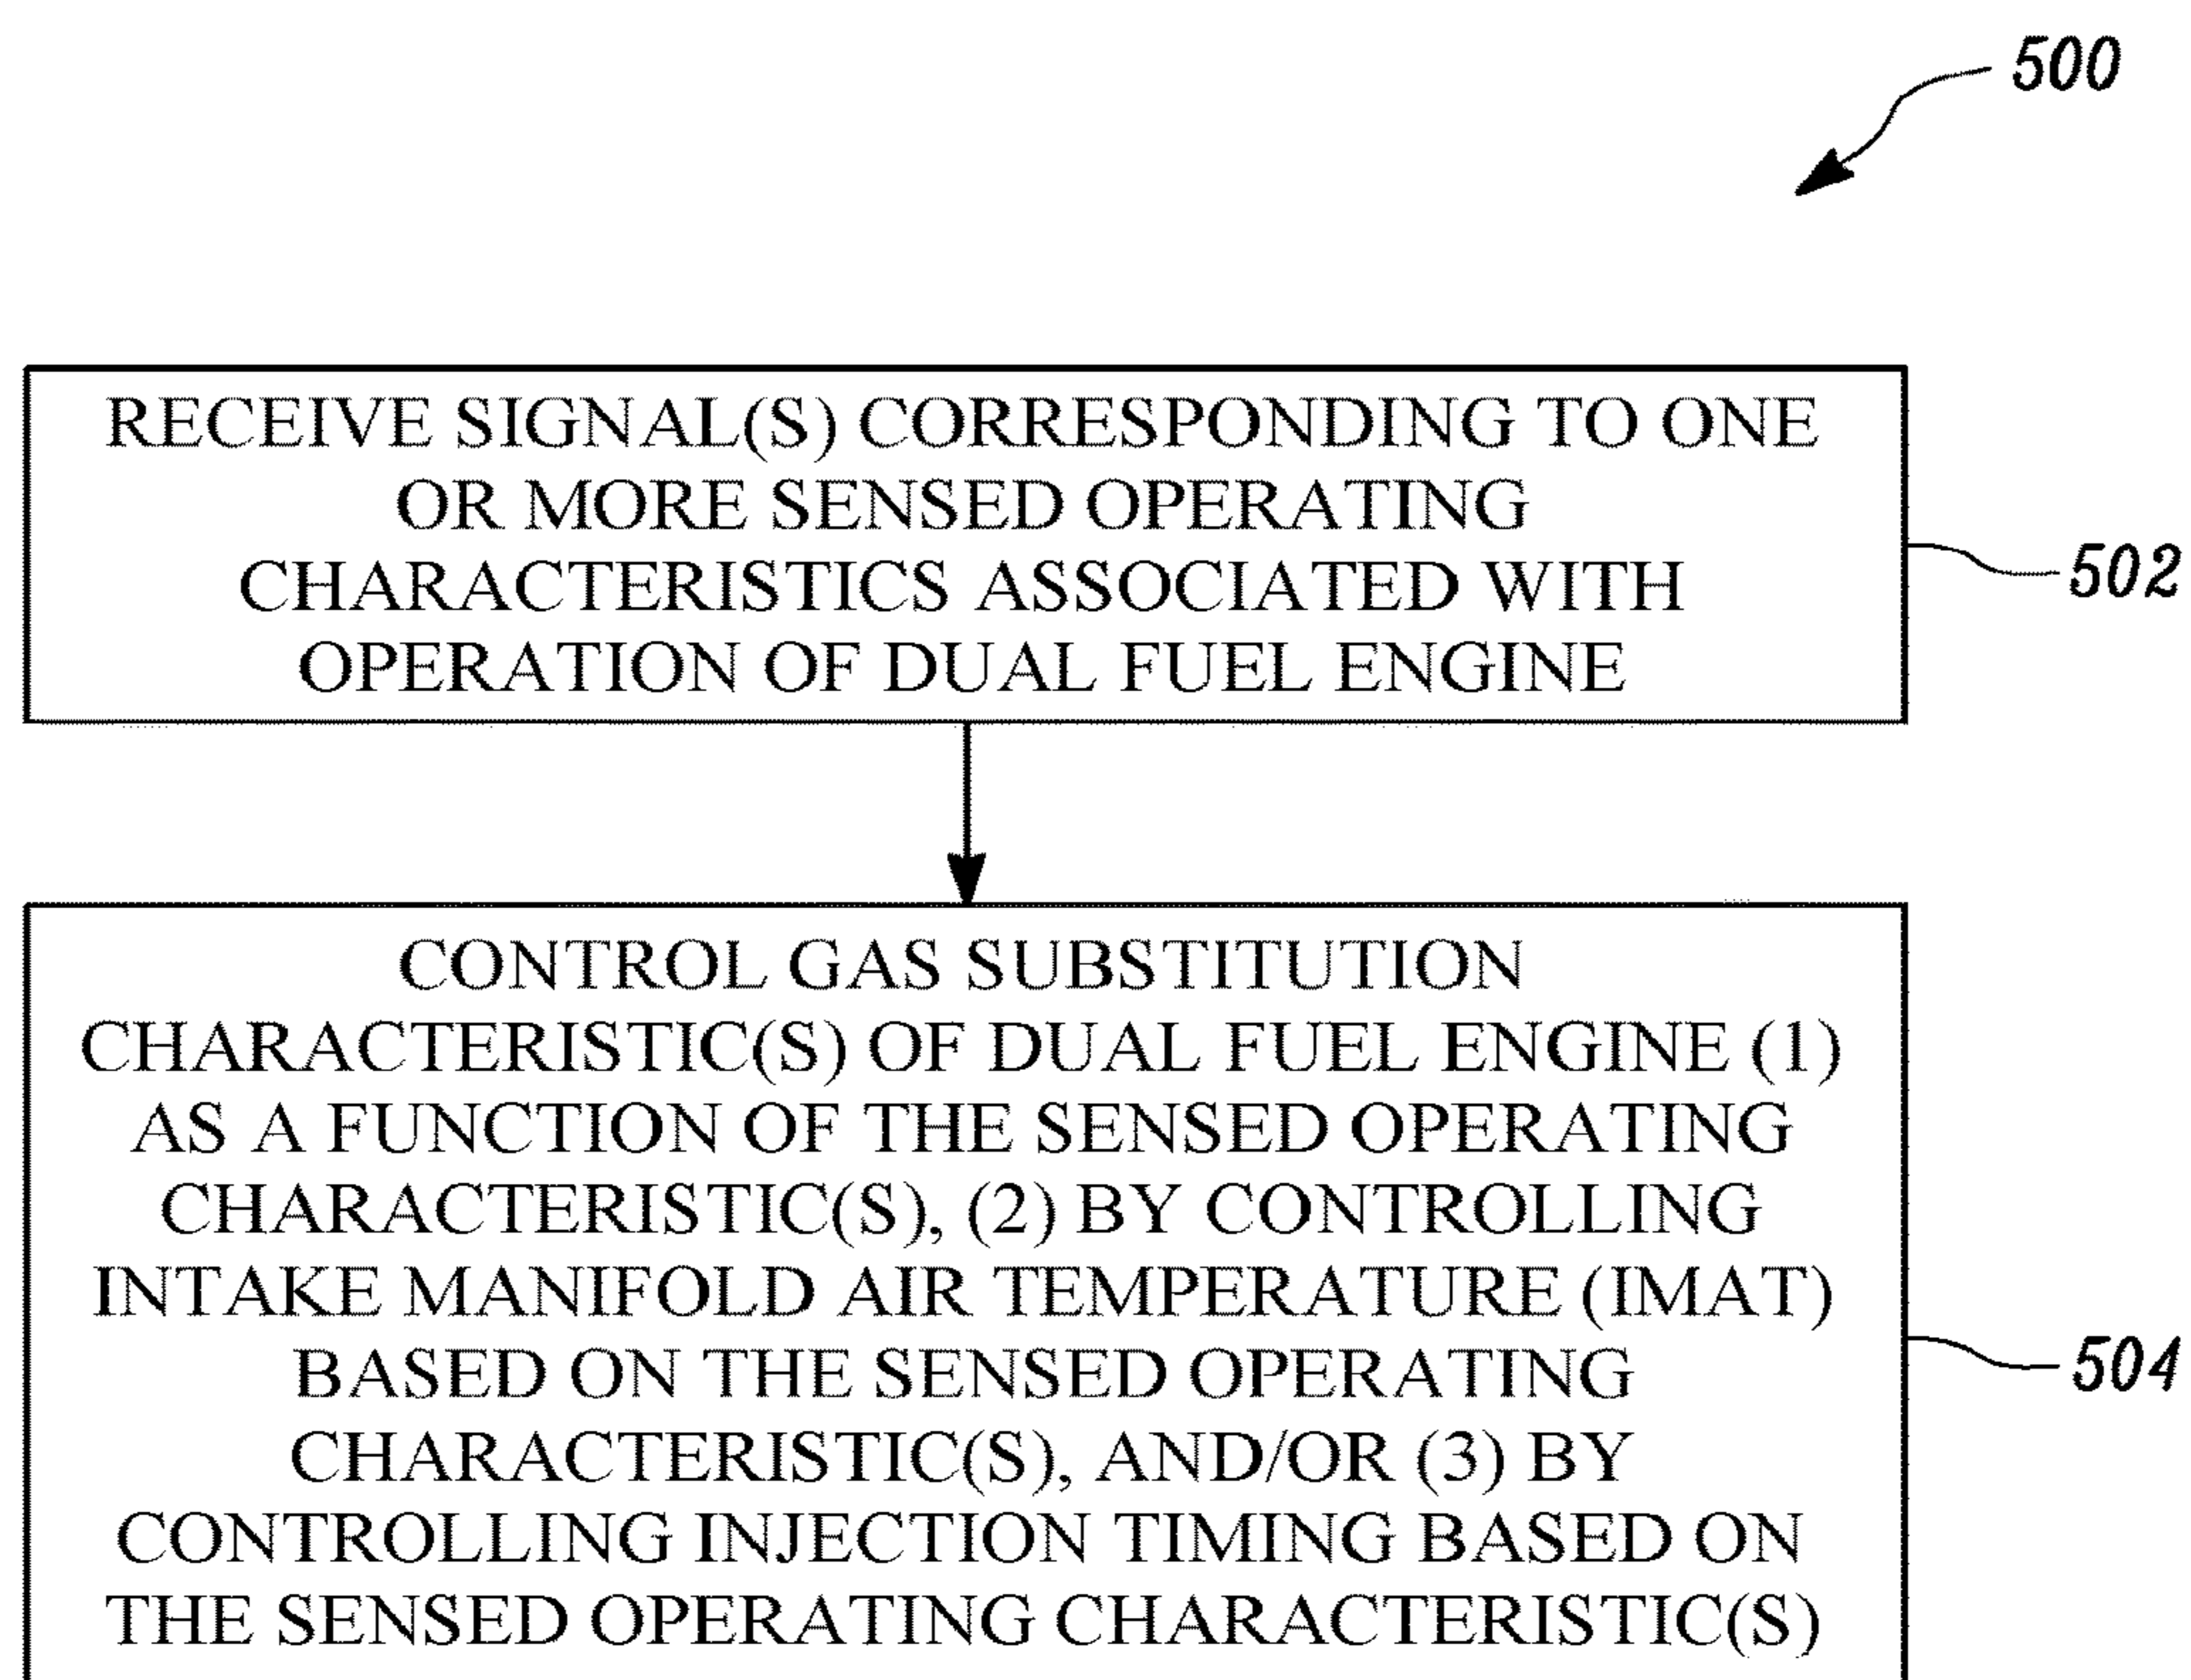 500
RECEIVE SIGNAL(S) CORRESPONDING TO ONE
OR MORE SENSED OPERATING
CHARACTERISTICS ASSOCIATED WITH
OPERATION OF DUAL FUEL ENGINE
502
CONTROL GAS SUBSTITUTION
CHARACTERISTIC(S) OF DUAL FUEL ENGINE (1)
AS A FUNCTION OF THE SENSED OPERATING
CHARACTERISTIC(S), (2) BY CONTROLLING
INTAKE MANIFOLD AIR TEMPERATURE (IMAT)
BASED ON THE SENSED OPERATING
CHARACTERISTIC(S), AND/OR (3) BY
CONTROLLING INJECTION TIMING BASED ON
THE SENSED OPERATING CHARACTERISTIC(S)
504